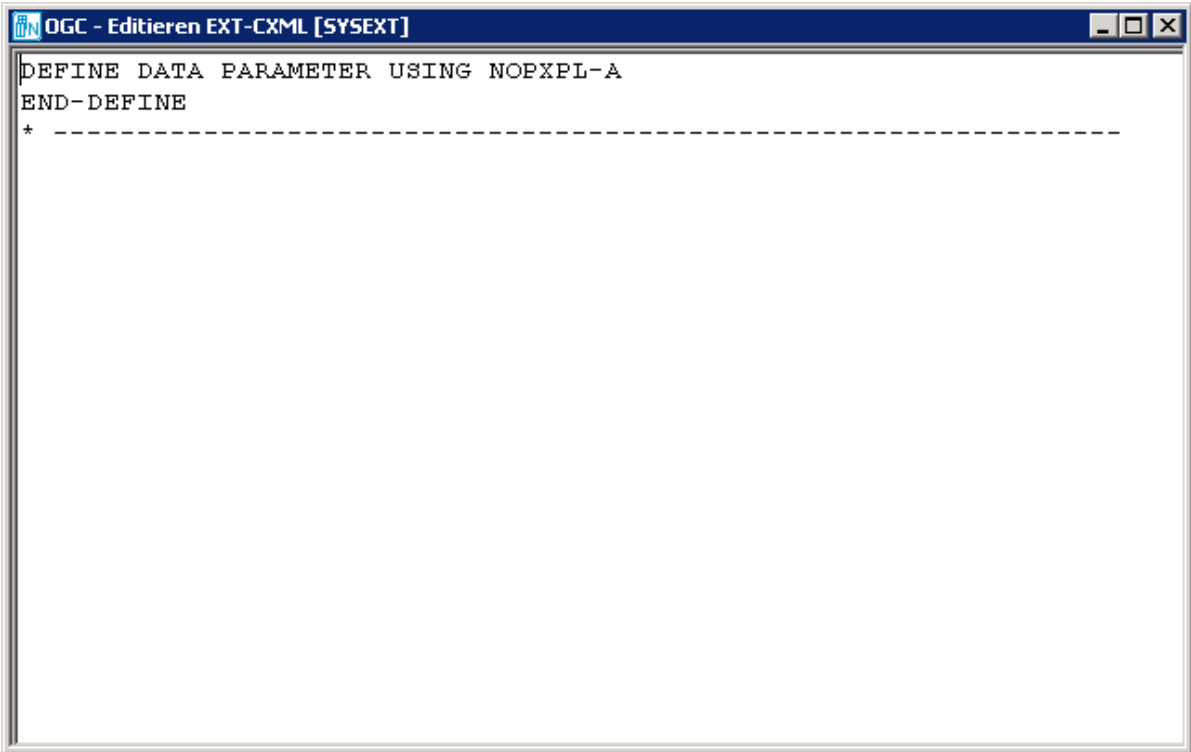 OGC - Editieren EXT-CXML [SYSEXT]
DEFINE DATA PARAMETER USING NOPXPL-A
END-DEFINE
* ----------------------------------------------------------------